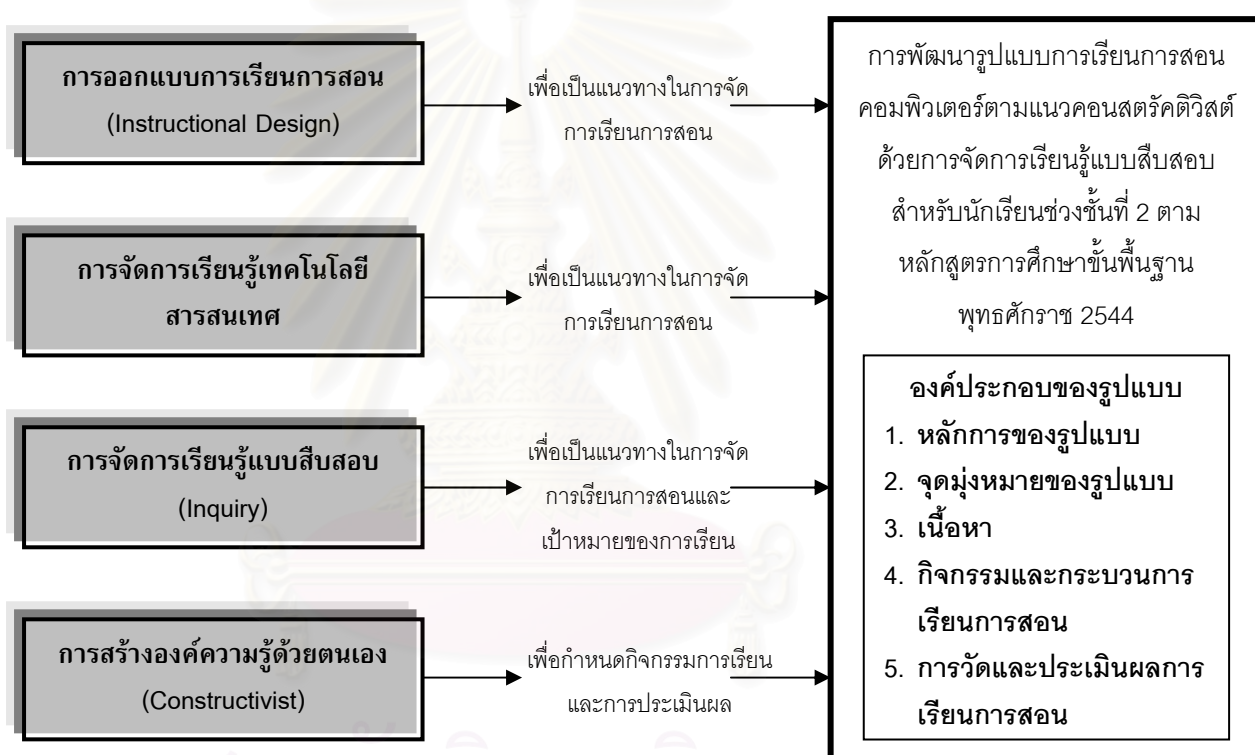 การออกแบบการเรียนการสอน
(Instructional Design)
เพื่อเป็นแนวทางในการจัด
การเรียนการสอน
การจัดการเรียนรู้เทคโนโลยี
สารสนเทศ
เพื่อเป็นแนวทางในการจัด
การเรียนการสอน
การจัดการเรียนรู้แบบสืบสอบ
(Inquiry)
เพื่อเป็นแนวทางในการจัด
การเรียนการสอนและ
เป้าหมายของการเรียน
การสร้างองค์ความรู้ด้วยตนเอง
(Constructivist)
เพื่อกำหนดกิจกรรมการเรียน
และการประเมินผล
การพัฒนารูปแบบการเรียนการสอน
คอมพิวเตอร์ตามแนวคอนสตรัคติวิสต์
ด้วยการจัดการเรียนรู้แบบสืบสอบ
สำหรับนักเรียนช่วงชั้นที่ 2 ตาม
หลักสูตรการศึกษาขั้นพื้นฐาน
พุทธศักราช 2544
องค์ประกอบของรูปแบบ
1. หลักการของรูปแบบ
2. จุดมุ่งหมายของรูปแบบ
3. เนื้อหา
4. กิจกรรมและกระบวนการ
เรียนการสอน
5. การวัดและประเมินผลการ
เรียนการสอน